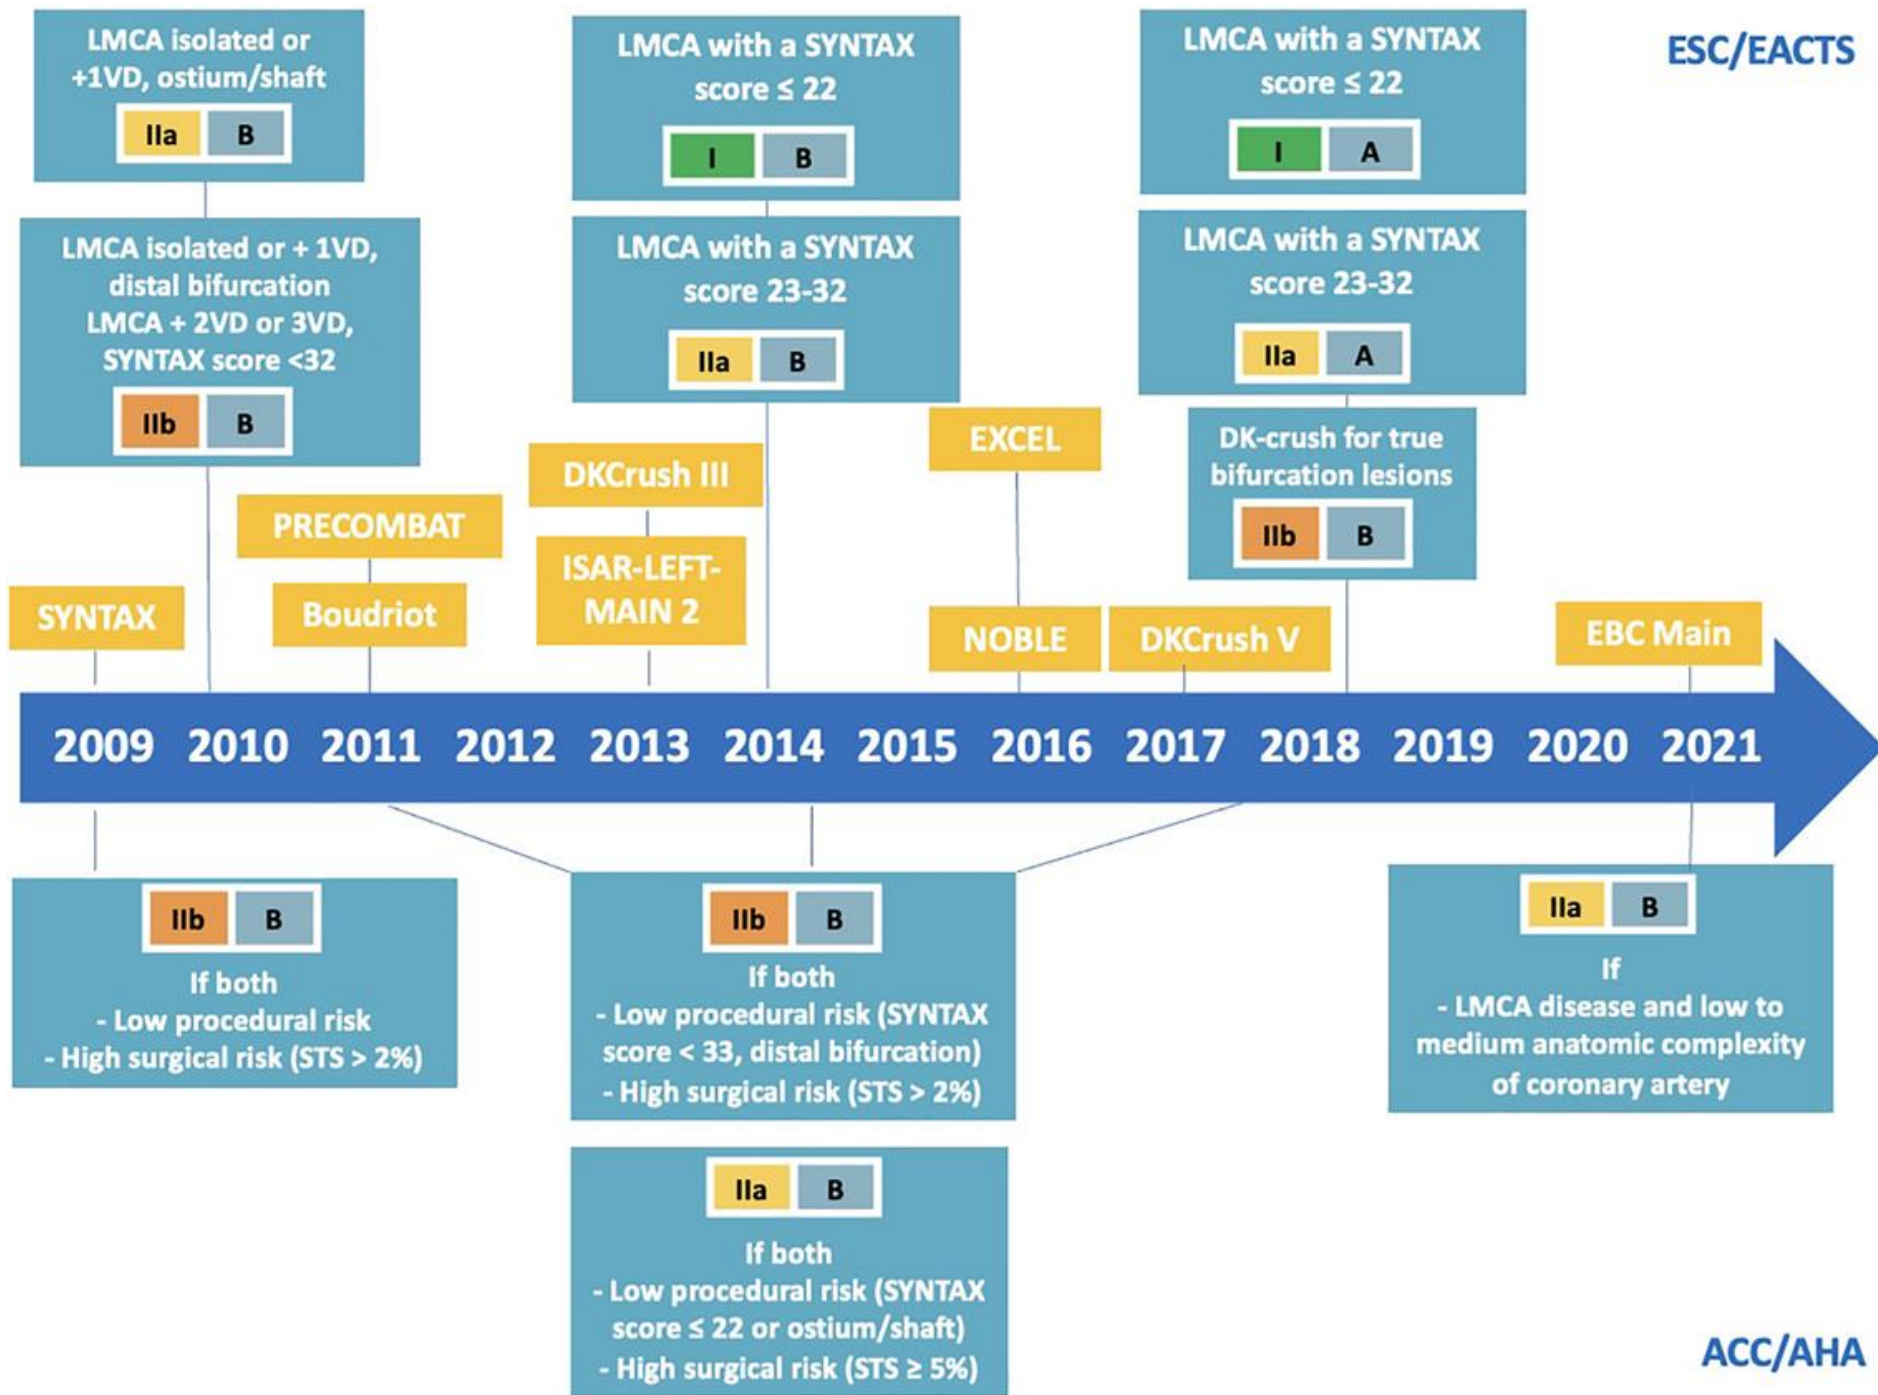 LMCA isolated or
+1VD, ostium/shaft
IIa B
LMCA isolated or + 1VD,
distal bifurcation
LMCA + 2VD or 3VD,
SYNTAX score <32
IIb B
LMCA with a SYNTAX
score ≤ 22
I B
LMCA with a SYNTAX
score 23-32
IIa B
LMCA with a SYNTAX
score ≤ 22
I A
LMCA with a SYNTAX
score 23-32
IIa A
DK-crush for true
bifurcation lesions
IIb B
ESC/EACTS
SYNTAX
PRECOMBAT
Boudriot
DKCrush III
ISAR-LEFT-
MAIN 2
EXCEL
NOBLE
DKCrush V
EBC Main
2009 2010 2011 2012 2013 2014 2015 2016 2017 2018 2019 2020 2021
IIb B
If both
- Low procedural risk
- High surgical risk (STS > 2%)
IIb B
If both
- Low procedural risk (SYNTAX
score < 33, distal bifurcation)
- High surgical risk (STS > 2%)
IIa B
If both
- Low procedural risk (SYNTAX
score ≤ 22 or ostium/shaft)
- High surgical risk (STS ≥ 5%)
IIa B
If
- LMCA disease and low to
medium anatomic complexity
of coronary artery
ACC/AHA